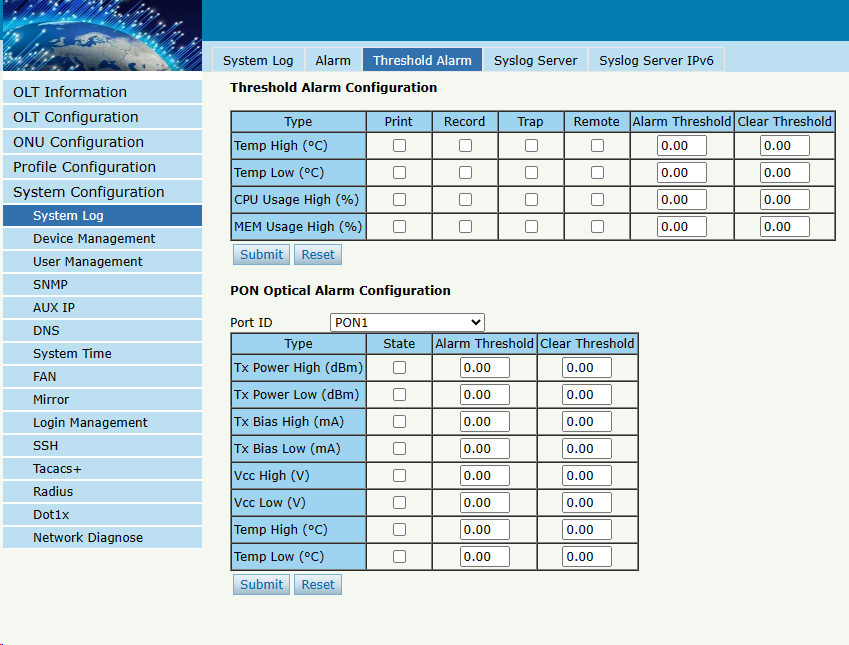 System Log Alarm Threshold Alarm Syslog Server Syslog Server IPv6
OLT Information
OLT Configuration
ONU Configuration
Profile Configuration
System Configuration
System Log
Device Management
User Management
SNMP
AUX IP
DNS
System Time
FAN
Mirror
Login Management
SSH
Tacacs+
Radius
Dot1x
Network Diagnose
Threshold Alarm Configuration
Type Print Record Trap Remote Alarm Threshold Clear Threshold
Temp High (°C) 0.00 0.00
Temp Low (°C) 0.00 0.00
CPU Usage High (%) 0.00 0.00
MEM Usage High (%) 0.00 0.00
Submit Reset
PON Optical Alarm Configuration
Port ID PON1
Type State Alarm Threshold Clear Threshold
Tx Power High (dBm) 0.00 0.00
Tx Power Low (dBm) 0.00 0.00
Tx Bias High (mA) 0.00 0.00
Tx Bias Low (mA) 0.00 0.00
Vcc High (V) 0.00 0.00
Vcc Low (V) 0.00 0.00
Temp High (°C) 0.00 0.00
Temp Low (°C) 0.00 0.00
Submit Reset